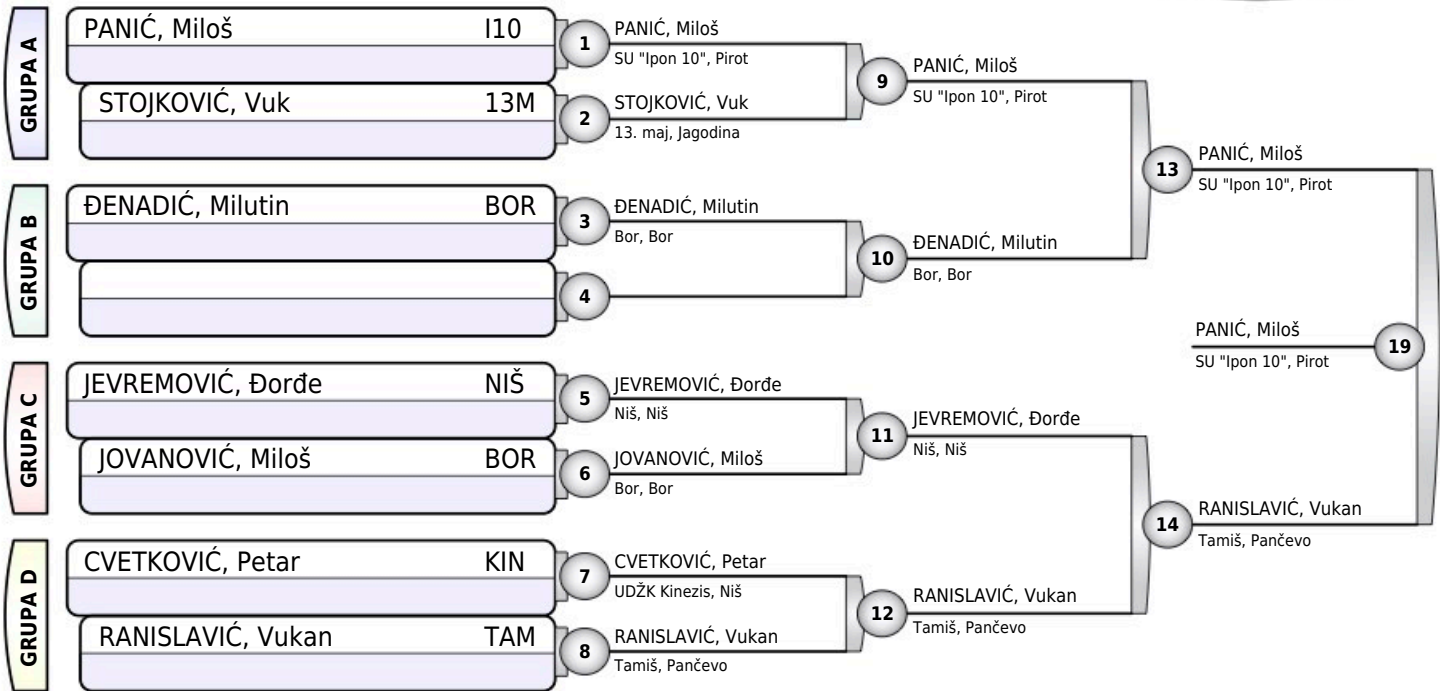 GRUPA A
PANIĆ, Miloš I10
STOJKOVIĆ, Vuk 13M
GRUPA B
ĐENADIĆ, Milutin BOR
GRUPA C
JEVREMOVIĆ, Đorđe NIŠ
JOVANOVIĆ, Miloš BOR
GRUPA D
CVETKOVIĆ, Petar KIN
RANISLAVIĆ, Vukan TAM
1
PANIĆ, Miloš
SU "Ipon 10", Pirot
2
STOJKOVIĆ, Vuk
13. maj, Jagodina
3
ĐENADIĆ, Milutin
Bor, Bor
4
5
JEVREMOVIĆ, Đorđe
Niš, Niš
6
JOVANOVIĆ, Miloš
Bor, Bor
7
CVETKOVIĆ, Petar
UDŽK Kinezis, Niš
8
RANISLAVIĆ, Vukan
Tamiš, Pančevo
9
PANIĆ, Miloš
SU "Ipon 10", Pirot
10
ĐENADIĆ, Milutin
Bor, Bor
11
JEVREMOVIĆ, Đorđe
Niš, Niš
12
RANISLAVIĆ, Vukan
Tamiš, Pančevo
13
PANIĆ, Miloš
SU "Ipon 10", Pirot
14
RANISLAVIĆ, Vukan
Tamiš, Pančevo
PANIĆ, Miloš
SU "Ipon 10", Pirot
19